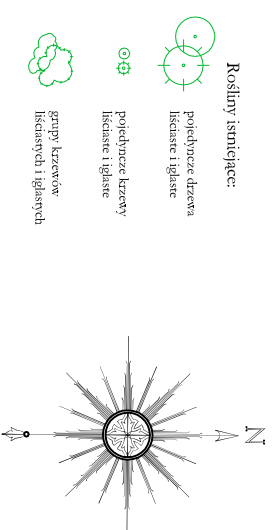 Rośliny istniejące:
pojedyncze drzewa
liściaste i iglaste
pojedyncze krzewy
liściaste i iglaste
grupy krzewów
liściastych i iglastych
N